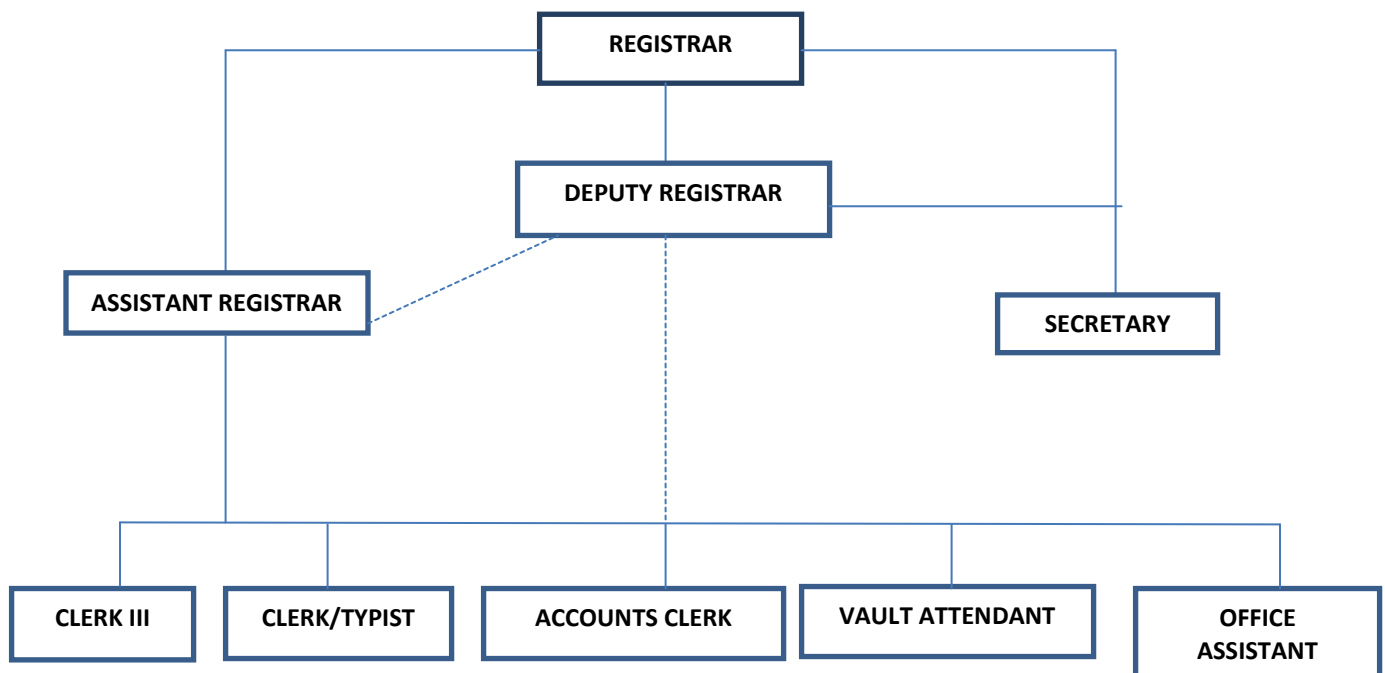 REGISTRAR
DEPUTY REGISTRAR
ASSISTANT REGISTRAR
SECRETARY
CLERK III
CLERK/TYPIST
ACCOUNTS CLERK
VAULT ATTENDANT
OFFICE
ASSISTANT